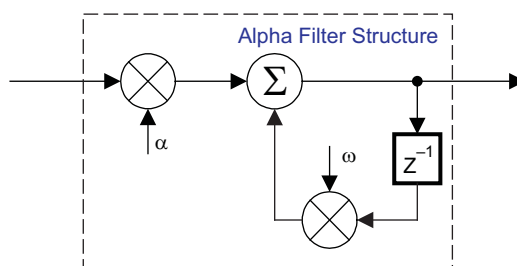 Alpha Filter Structure
Σ
α
ω
z⁻¹